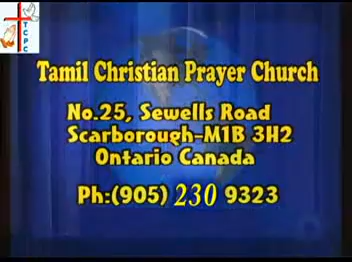 TCPC
Tamil Christian Prayer Church
No.25, Sewells Road
Scarborough-M1B 3H2
Ontario Canada
Ph:(905) 230 9323